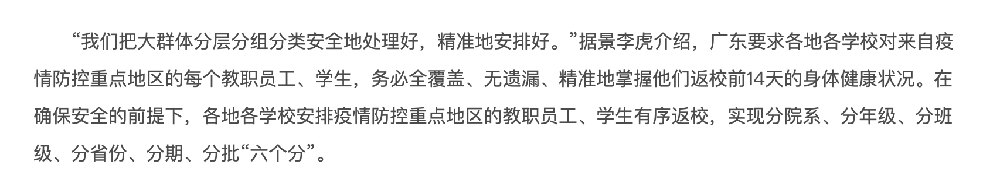 “我们把大群体分层分组分类安全地处理好，精准地安排好。”据景李虎介绍，广东要求各地各学校对来自疫
情防控重点地区的每个教职员工、学生，务必全覆盖、无遗漏、精准地掌握他们返校前14天的身体健康状况。在
确保安全的前提下，各地各学校安排疫情防控重点地区的教职员工、学生有序返校，实现分院系、分年级、分班
级、分省份、分期、分批“六个分”。